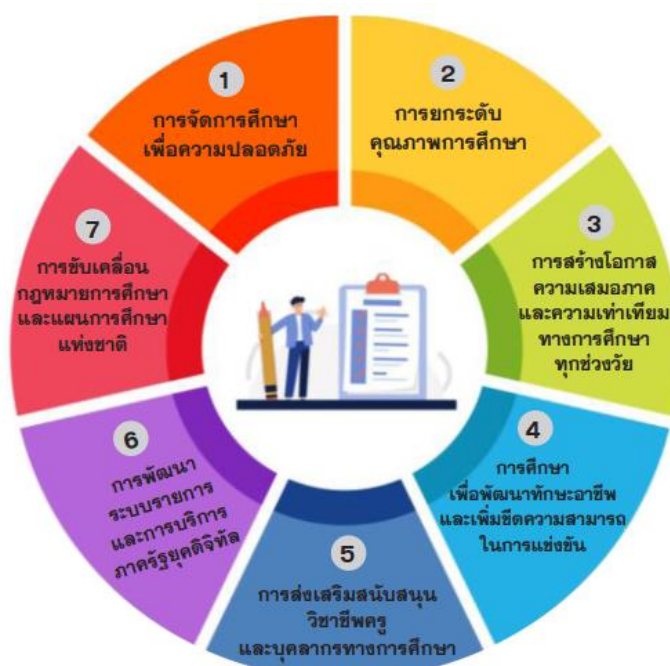 1
การจัดการศึกษา
เพื่อความปลอดภัย
2
การยกระดับ
คุณภาพการศึกษา
3
การสร้างโอกาส
ความเสมอภาค
และความเท่าเทียม
ทางการศึกษา
ทุกช่วงวัย
4
การศึกษา
เพื่อพัฒนาทักษะอาชีพ
และเพิ่มขีดความสามารถ
ในการแข่งขัน
5
การส่งเสริมสนับสนุน
วิชาชีพครู
และบุคลากรทางการศึกษา
6
การพัฒนา
ระบบรายการ
และการบริการ
ภาครัฐยุคดิจิทัล
7
การขับเคลื่อน
กฎหมายการศึกษา
และแผนการศึกษา
แห่งชาติ